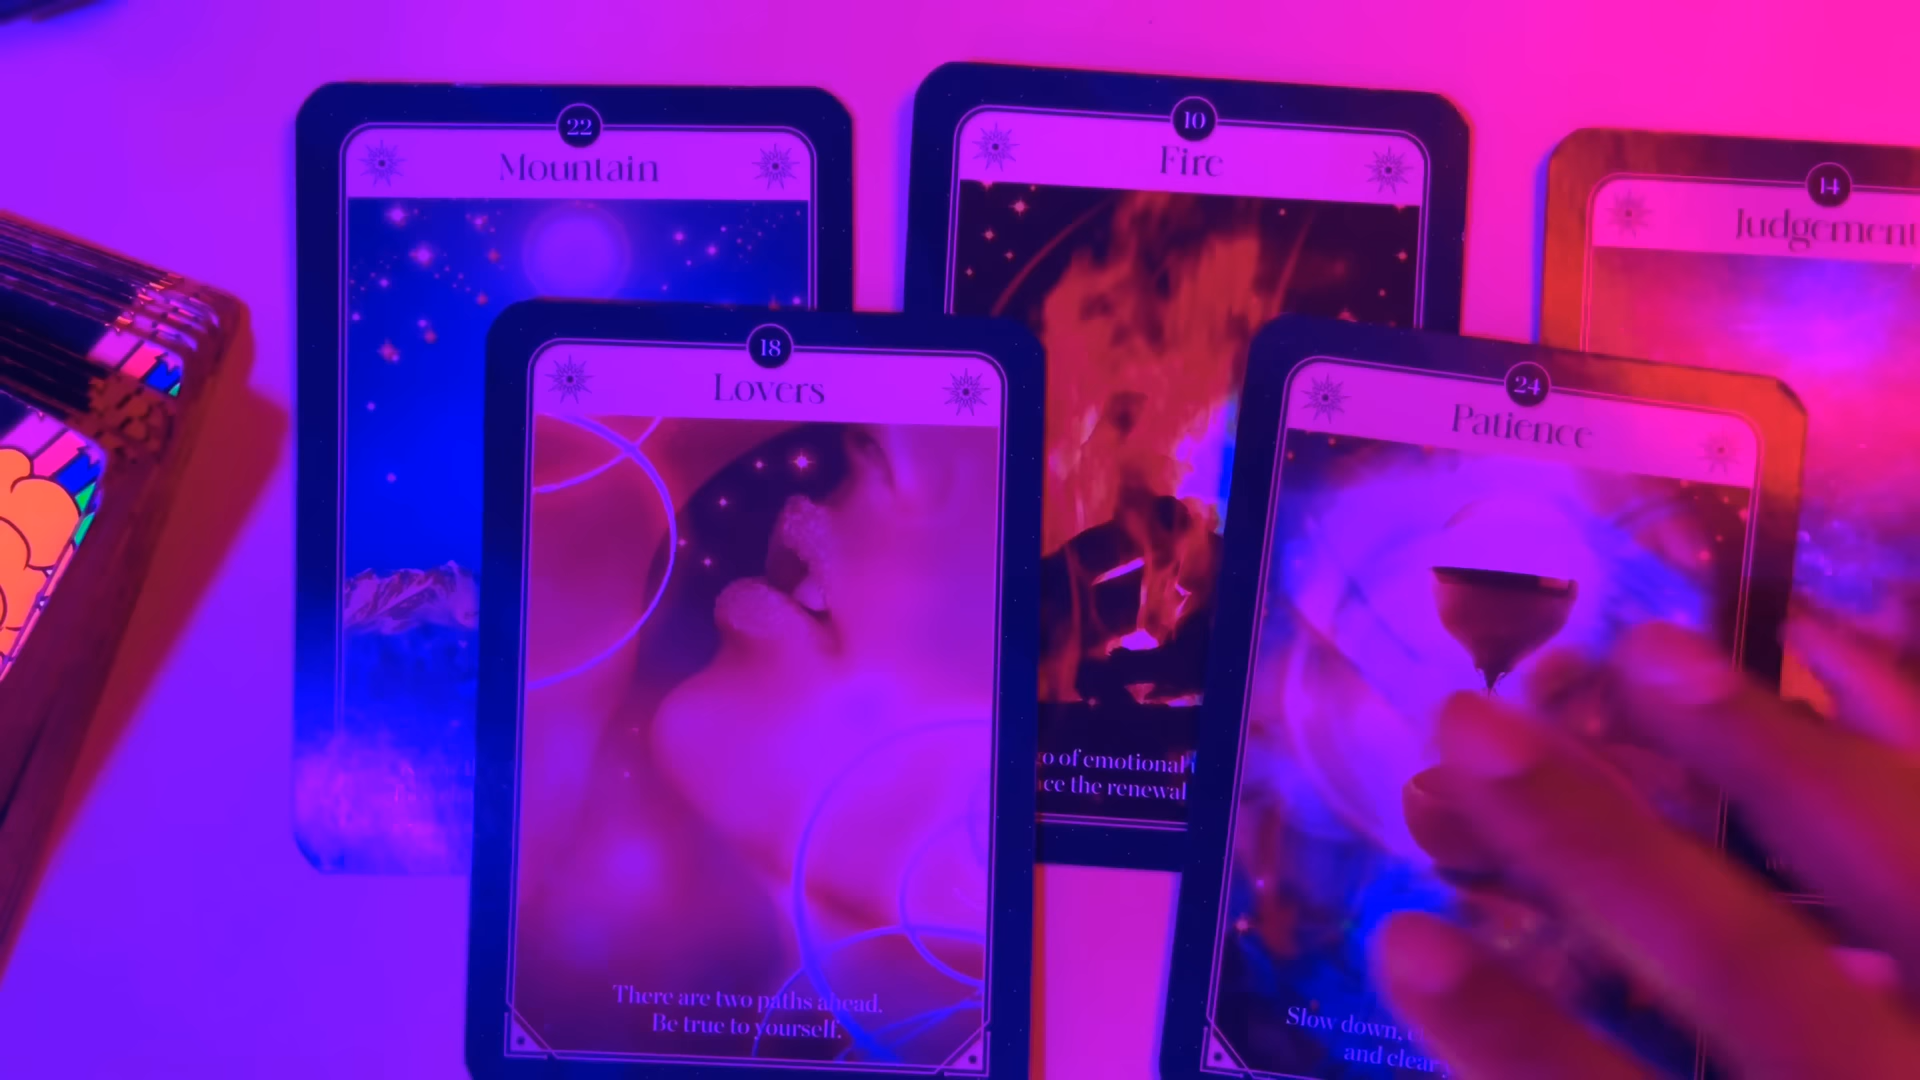 22
Mountain
10
Fire
14
Judgement
18
Lovers
24
Patience
of emotional
the renewal
There are two paths ahead.
Be true to yourself.
Slow down,
and clear